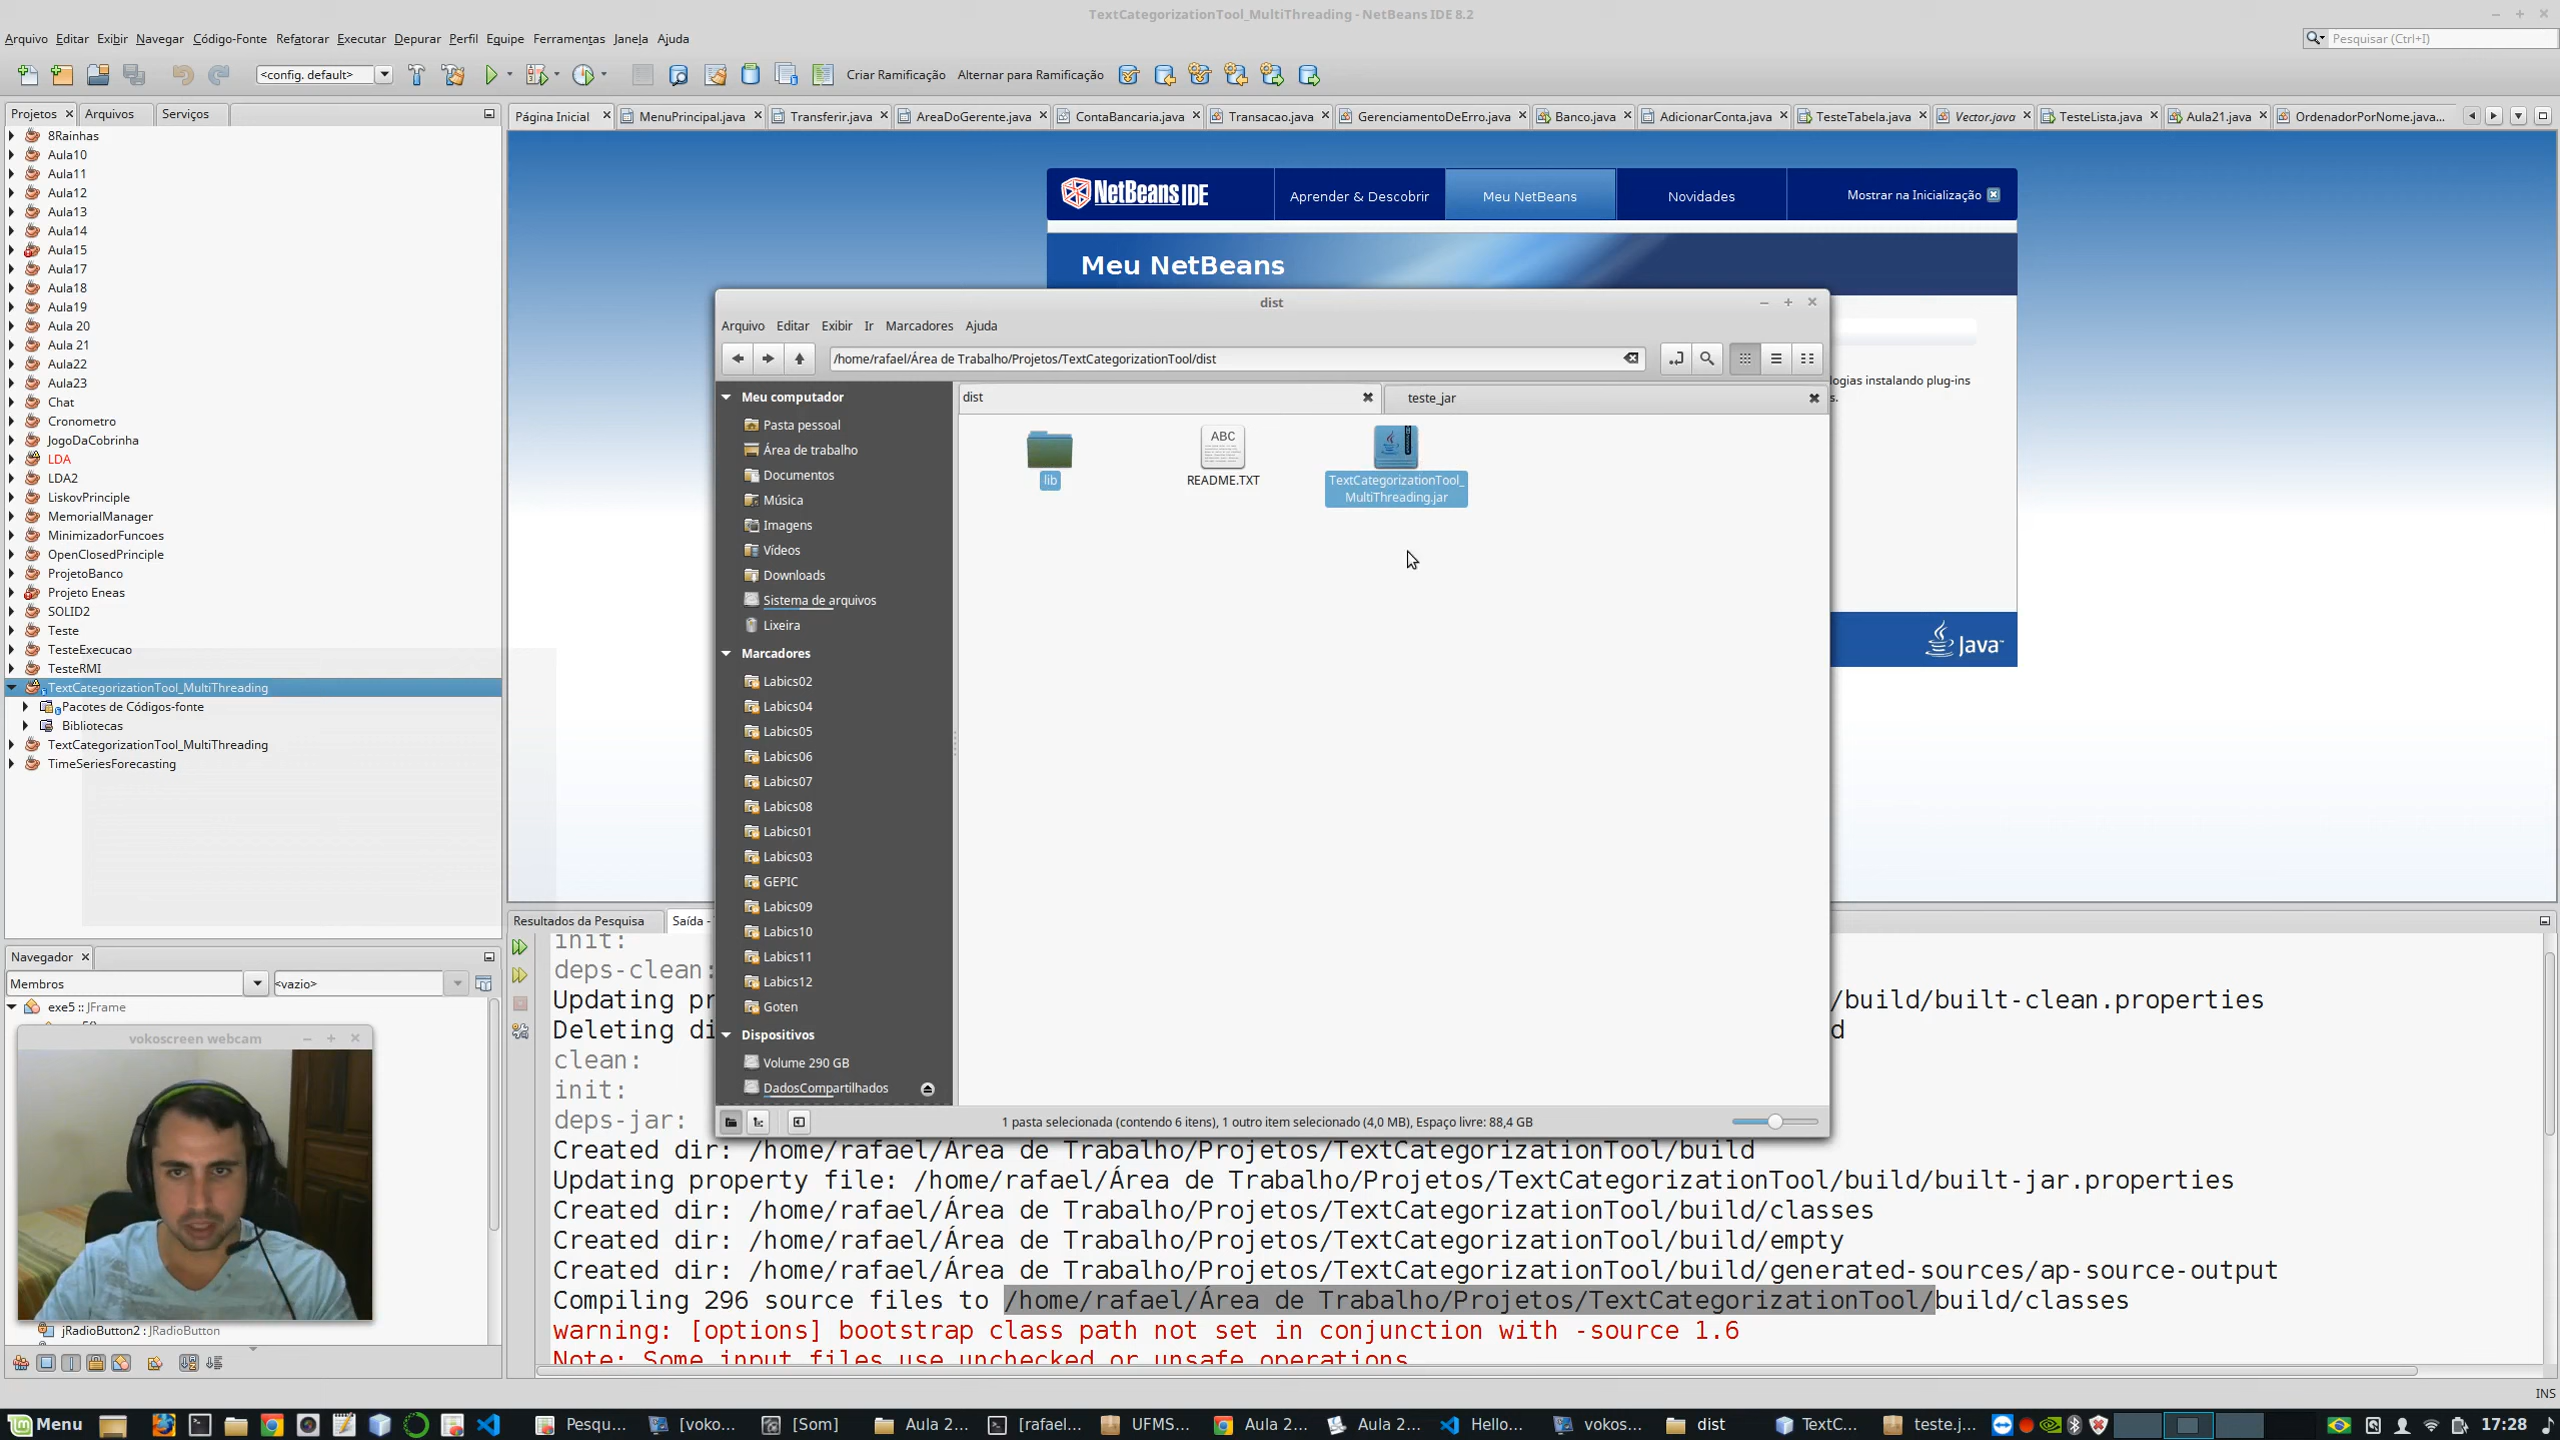 TextCategorizationTool_MultiThreading - NetBeans IDE 8.2
Arquivo Editar Exibir Navegar Código-Fonte Refatorar Executar Depurar Perfil Equipe Ferramentas Janela Ajuda
Pesquisar (Ctrl+I)
<config. default>
Criar Ramificação Alternar para Ramificação
Projetos Arquivos Serviços
Página Inicial MenuPrincipal.java Transferir.java AreaDoGerente.java ContaBancaria.java Transacao.java GerenciamentoDeErro.java Banco.java AdicionarConta.java TesteTabela.java Vector.java TesteLista.java Aula21.java OrdenadorPorNome.java...
8Rainhas
Aula10
Aula11
Aula12
Aula13
Aula14
Aula15
Aula17
Aula18
Aula19
Aula 20
Aula 21
Aula22
Aula23
Chat
Cronometro
JogoDaCobrinha
LDA
LDA2
LiskovPrinciple
MemorialManager
MinimizadorFuncoes
OpenClosedPrinciple
ProjetoBanco
Projeto Eneas
SOLID2
Teste
TesteExecucao
TesteRMI
TextCategorizationTool_MultiThreading
Pacotes de Códigos-fonte
Bibliotecas
TextCategorizationTool_MultiThreading
TimeSeriesForecasting
NetBeans IDE
Aprender & Descobrir
Meu NetBeans
Novidades
Mostrar na Inicialização
Meu NetBeans
logias instalando plug-ins
s.
Java
dist
Arquivo Editar Exibir Ir Marcadores Ajuda
/home/rafael/Área de Trabalho/Projetos/TextCategorizationTool/dist
Meu computador
Pasta pessoal
Área de trabalho
Documentos
Música
Imagens
Vídeos
Downloads
Sistema de arquivos
Lixeira
Marcadores
Labics02
Labics04
Labics05
Labics06
Labics07
Labics08
Labics01
Labics03
GEPIC
Labics09
Labics10
Labics11
Labics12
Goten
Dispositivos
Volume 290 GB
DadosCompartilhados
dist
teste_jar
lib
ABC
README.TXT
TextCategorizationTool_
MultiThreading.jar
1 pasta selecionada (contendo 6 itens), 1 outro item selecionado (4,0 MB), Espaço livre: 88,4 GB
Navegador
Membros
<vazio>
exe5 :: JFrame
vokoscreen webcam
jRadioButton2 : JRadioButton
Resultados da Pesquisa
Saída -
init:
deps-clean:
Updating pr
/build/built-clean.properties
Deleting di
d
clean:
init:
deps-jar:
Created dir: /home/rafael/Área de Trabalho/Projetos/TextCategorizationTool/build
Updating property file: /home/rafael/Área de Trabalho/Projetos/TextCategorizationTool/build/built-jar.properties
Created dir: /home/rafael/Área de Trabalho/Projetos/TextCategorizationTool/build/classes
Created dir: /home/rafael/Área de Trabalho/Projetos/TextCategorizationTool/build/empty
Created dir: /home/rafael/Área de Trabalho/Projetos/TextCategorizationTool/build/generated-sources/ap-source-output
Compiling 296 source files to /home/rafael/Área de Trabalho/Projetos/TextCategorizationTool/build/classes
warning: [options] bootstrap class path not set in conjunction with -source 1.6
Note: Some input files use unchecked or unsafe operations.
INS
Menu
Pesqu...
[voko...
[Som]
Aula 2...
[rafael...
UFMS...
Aula 2...
Aula 2...
Hello...
vokos...
dist
TextC...
teste.j...
17:28